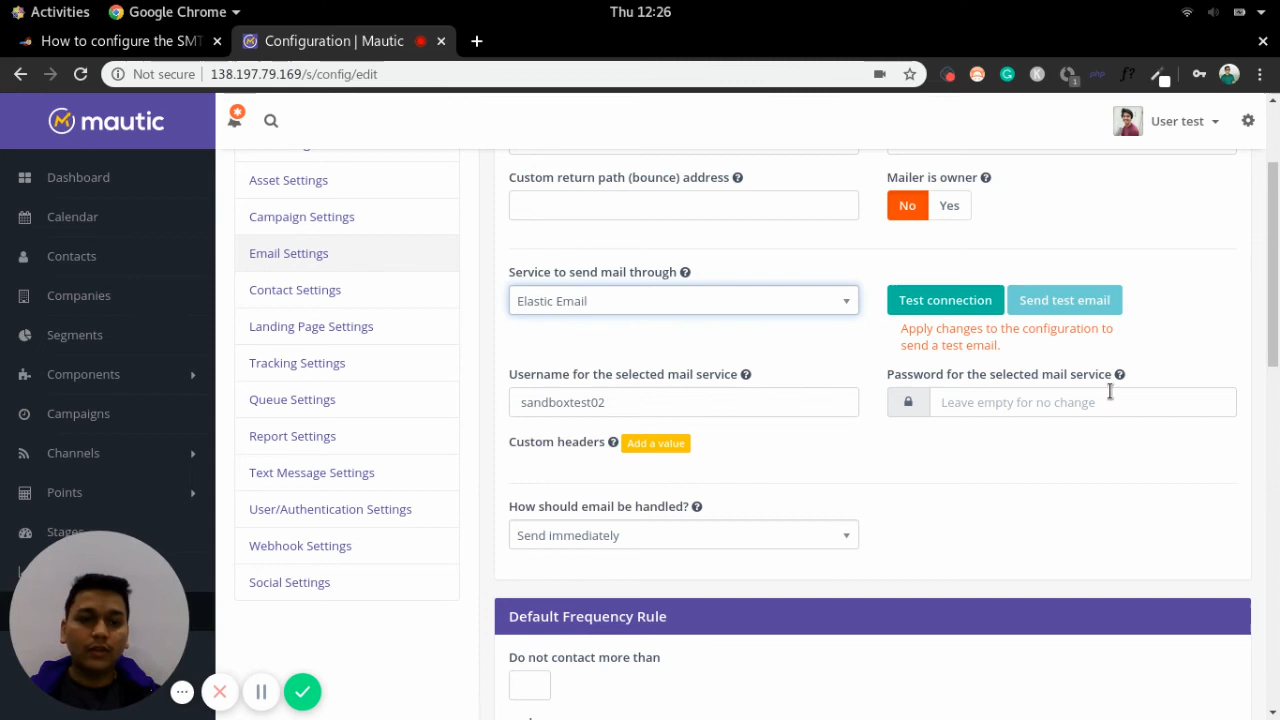 Activities
Google Chrome
Thu 12:26
How to configure the SMT
Configuration | Mautic
Not secure
138.197.79.169/s/config/edit
1
php
f?
mautic
User test
Dashboard
Calendar
Contacts
Companies
Segments
Components
Campaigns
Channels
Points
Stages
Asset Settings
Campaign Settings
Email Settings
Contact Settings
Landing Page Settings
Tracking Settings
Queue Settings
Report Settings
Text Message Settings
User/Authentication Settings
Webhook Settings
Social Settings
Custom return path (bounce) address
Mailer is owner
No
Yes
Service to send mail through
Elastic Email
Test connection
Send test email
Apply changes to the configuration to
send a test email.
Username for the selected mail service
sandboxtest02
Password for the selected mail service
Leave empty for no change
Custom headers
Add a value
How should email be handled?
Send immediately
Default Frequency Rule
Do not contact more than